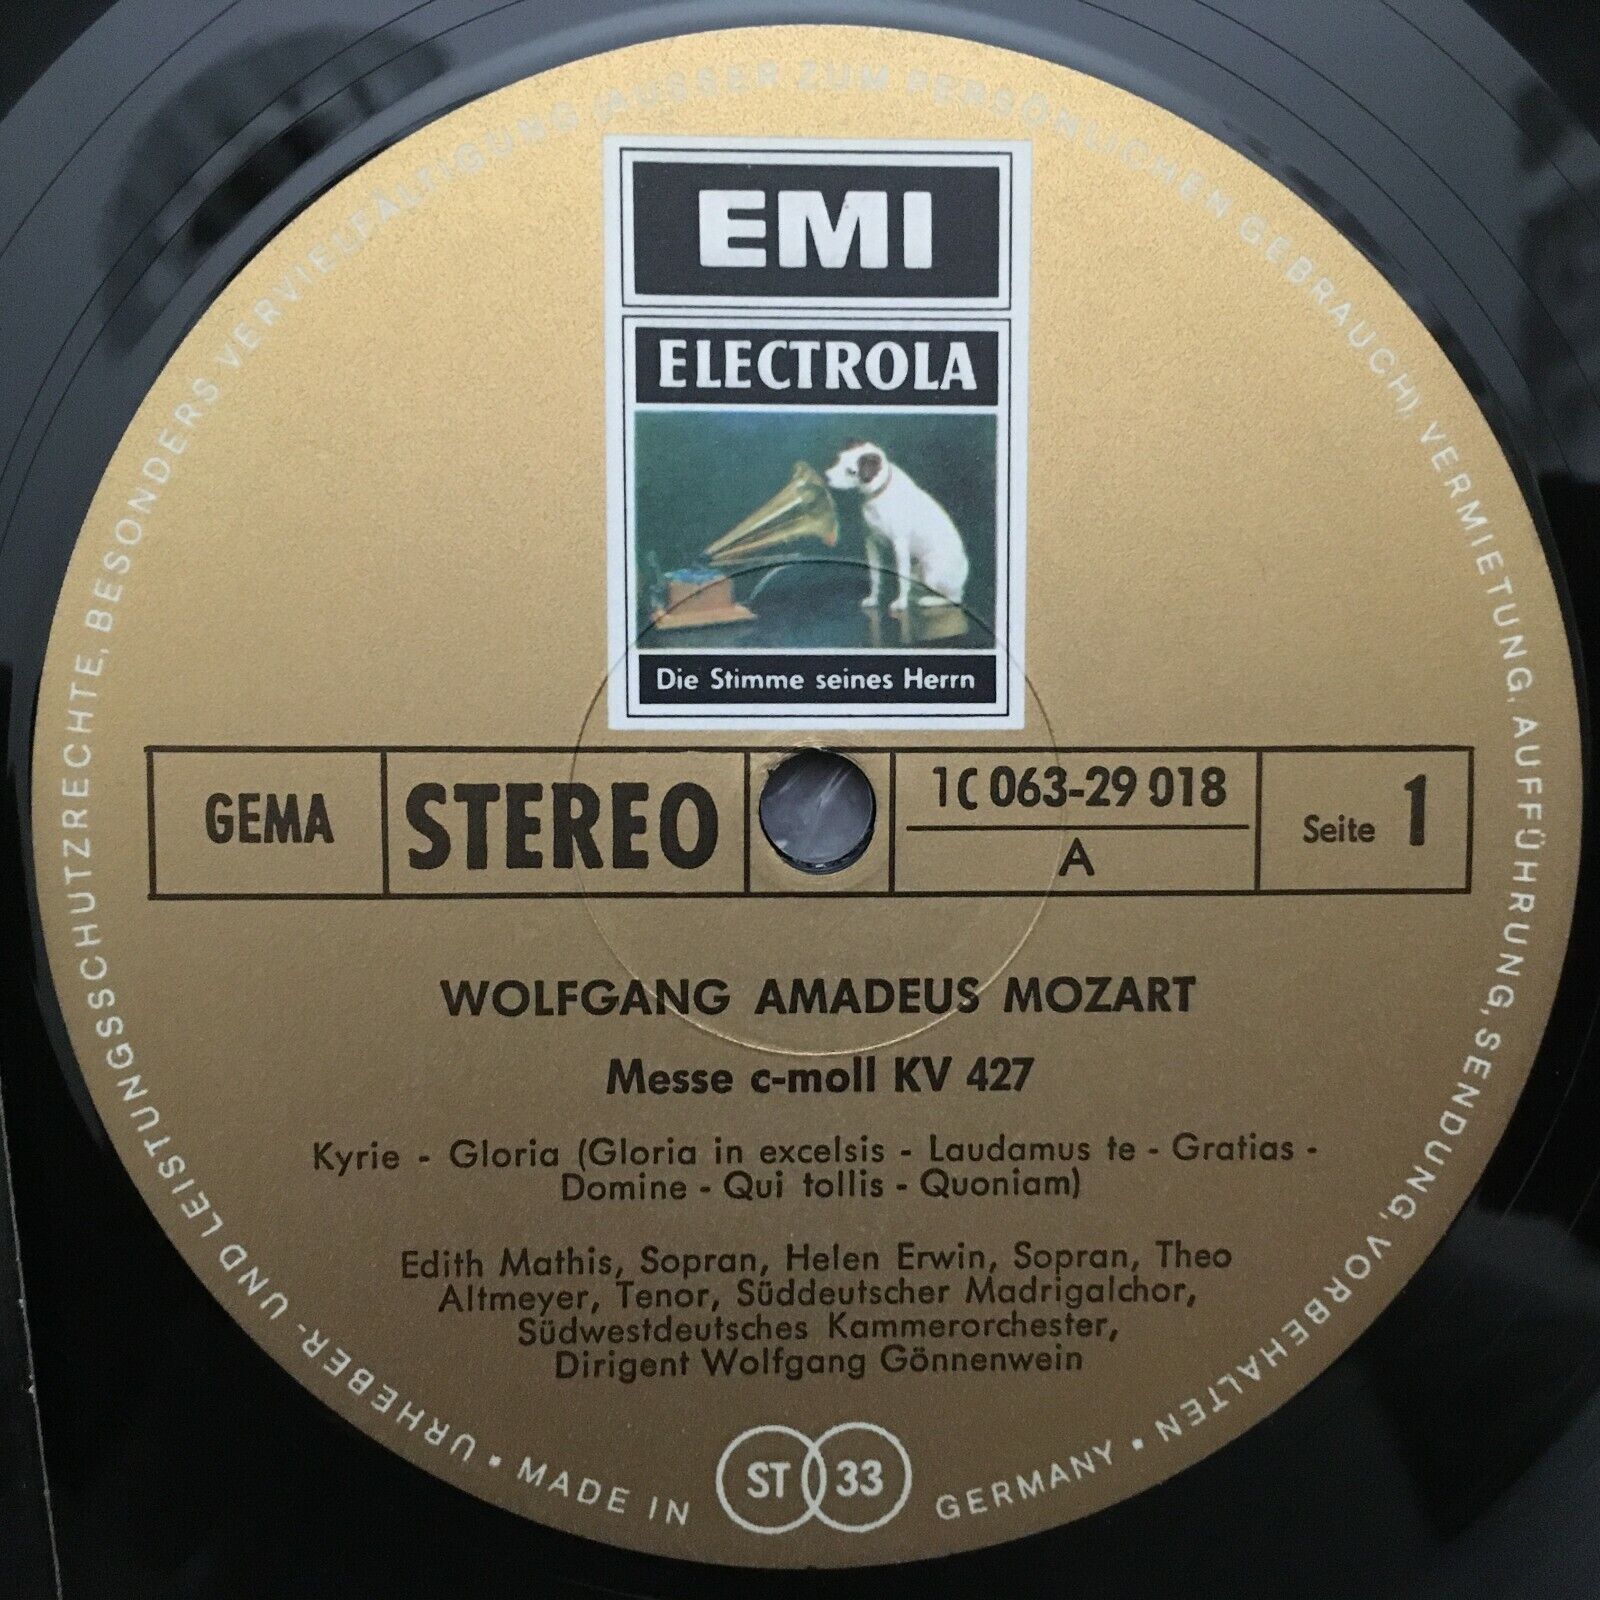 EMI
ELECTROLA
Die Stimme seines Herrn
GEMA
STEREO
1C 063-29 018
A
Seite 1
WOLFGANG AMADEUS MOZART
Messe c-moll KV 427
Kyrie - Gloria (Gloria in excelsis - Laudamus te - Gratias -
Domine - Qui tollis - Quoniam)
Edith Mathis, Sopran, Helen Erwin, Sopran, Theo
Altmeyer, Tenor, Süddeutscher Madrigalchor,
Südwestdeutsches Kammerorchester,
Dirigent Wolfgang Gönnenwein
ST 33
MADE IN GERMANY
• URHEBER- UND LEISTUNGSSCHUTZRECHTE, BESONDERS VERVIELFÄLTIGUNG (AUSSER ZUM PERSÖNLICHEN GEBRAUCH), VERMIETUNG, AUFFÜHRUNG, SENDUNG, VORBEHALTEN •